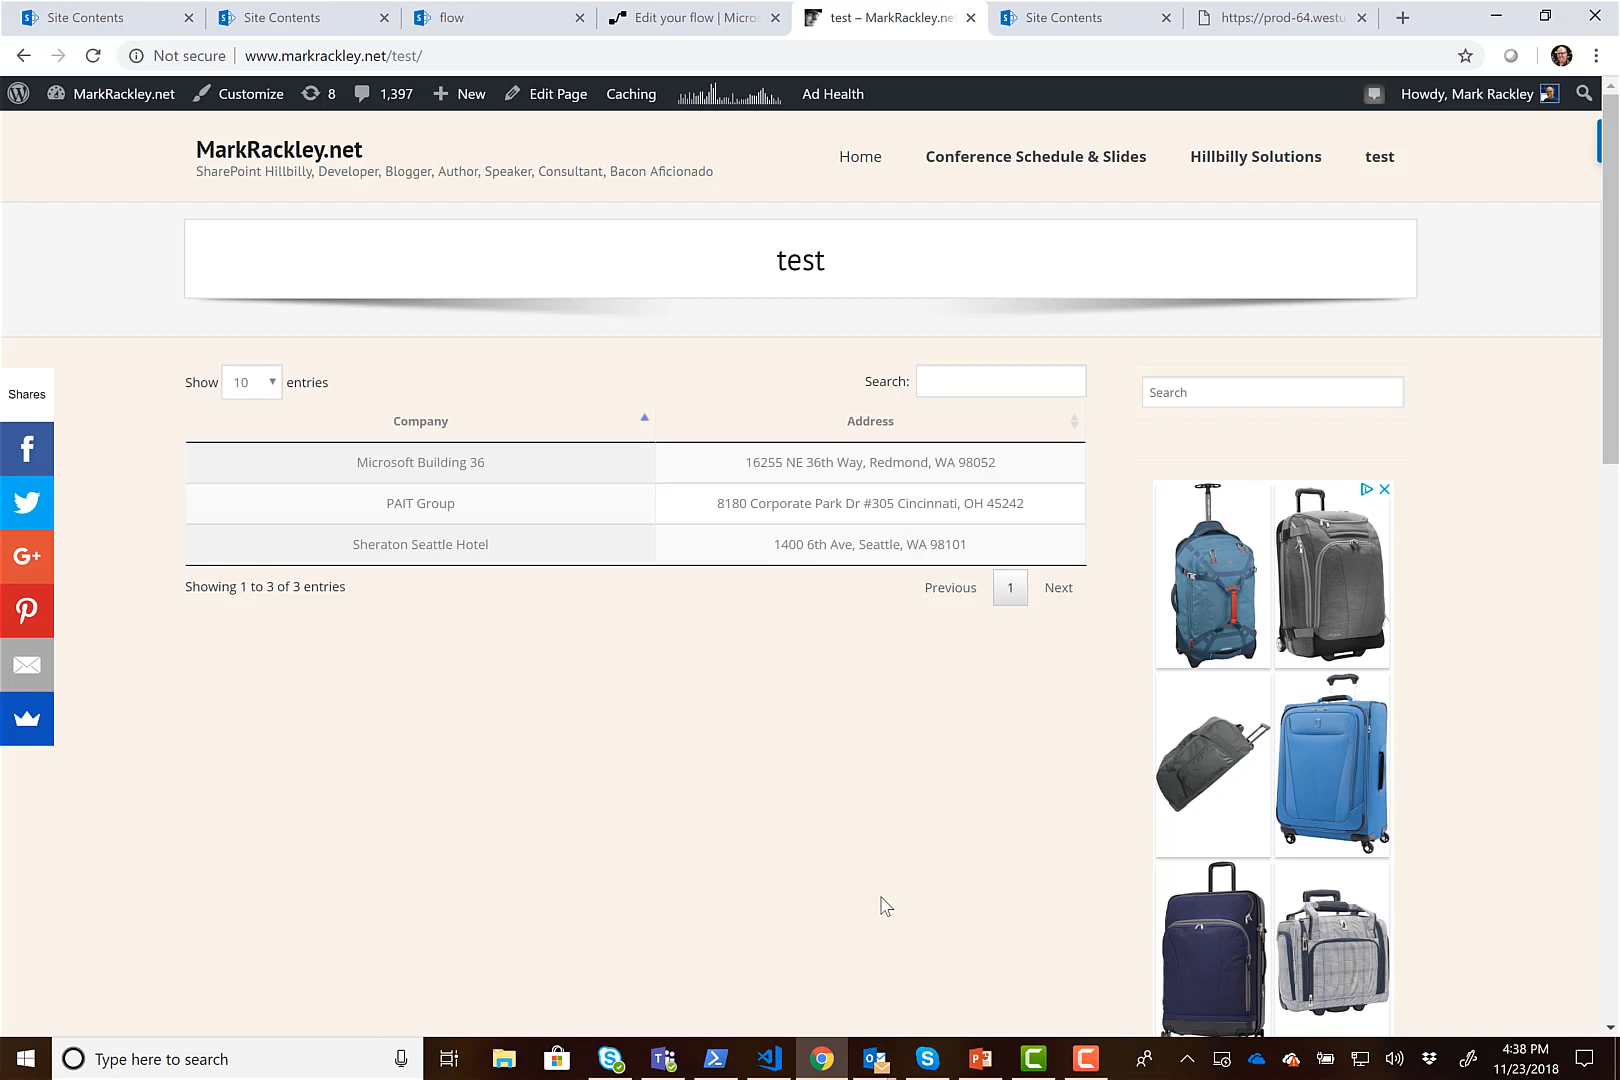 Site Contents
Site Contents
flow
Edit your flow | Micros
test – MarkRackley.net
Site Contents
https://prod-64.westu
Not secure
www.markrackley.net/test/
MarkRackley.net
Customize
8
1,397
New
Edit Page
Caching
Ad Health
Howdy, Mark Rackley
MarkRackley.net
SharePoint Hillbilly, Developer, Blogger, Author, Speaker, Consultant, Bacon Aficionado
Home
Conference Schedule & Slides
Hillbilly Solutions
test
test
Shares
Show 10 entries
Search:
Search
Company
Address
Microsoft Building 36
16255 NE 36th Way, Redmond, WA 98052
PAIT Group
8180 Corporate Park Dr #305 Cincinnati, OH 45242
Sheraton Seattle Hotel
1400 6th Ave, Seattle, WA 98101
Showing 1 to 3 of 3 entries
Previous
1
Next
Type here to search
4:38 PM
11/23/2018